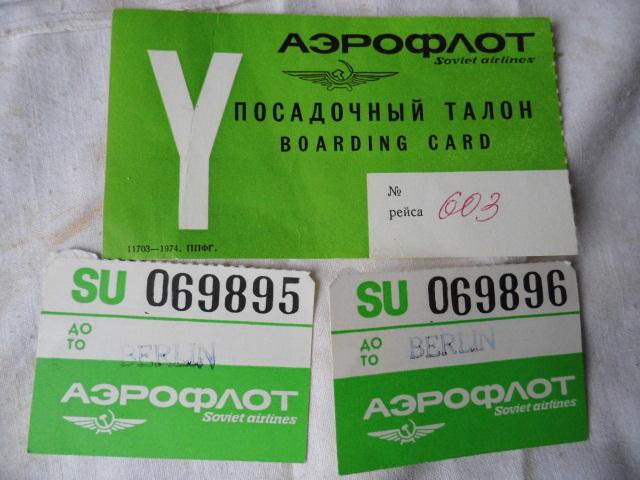 АЭРОФЛОТ
Soviet airlines
Y
ПОСАДОЧНЫЙ ТАЛОН
BOARDING CARD
№
рейса 603
11703—1974. ППФГ.
SU 069895
ДО
TO BERLIN
АЭРОФЛОТ
Soviet airlines
SU 069896
ДО
TO BERLIN
АЭРОФЛОТ
Soviet airlines